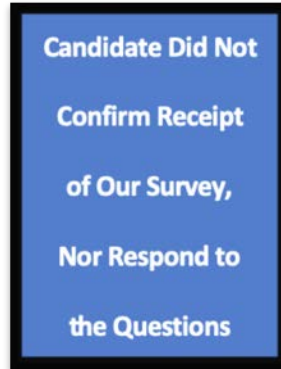 Candidate Did Not
Confirm Receipt
of Our Survey,
Nor Respond to
the Questions